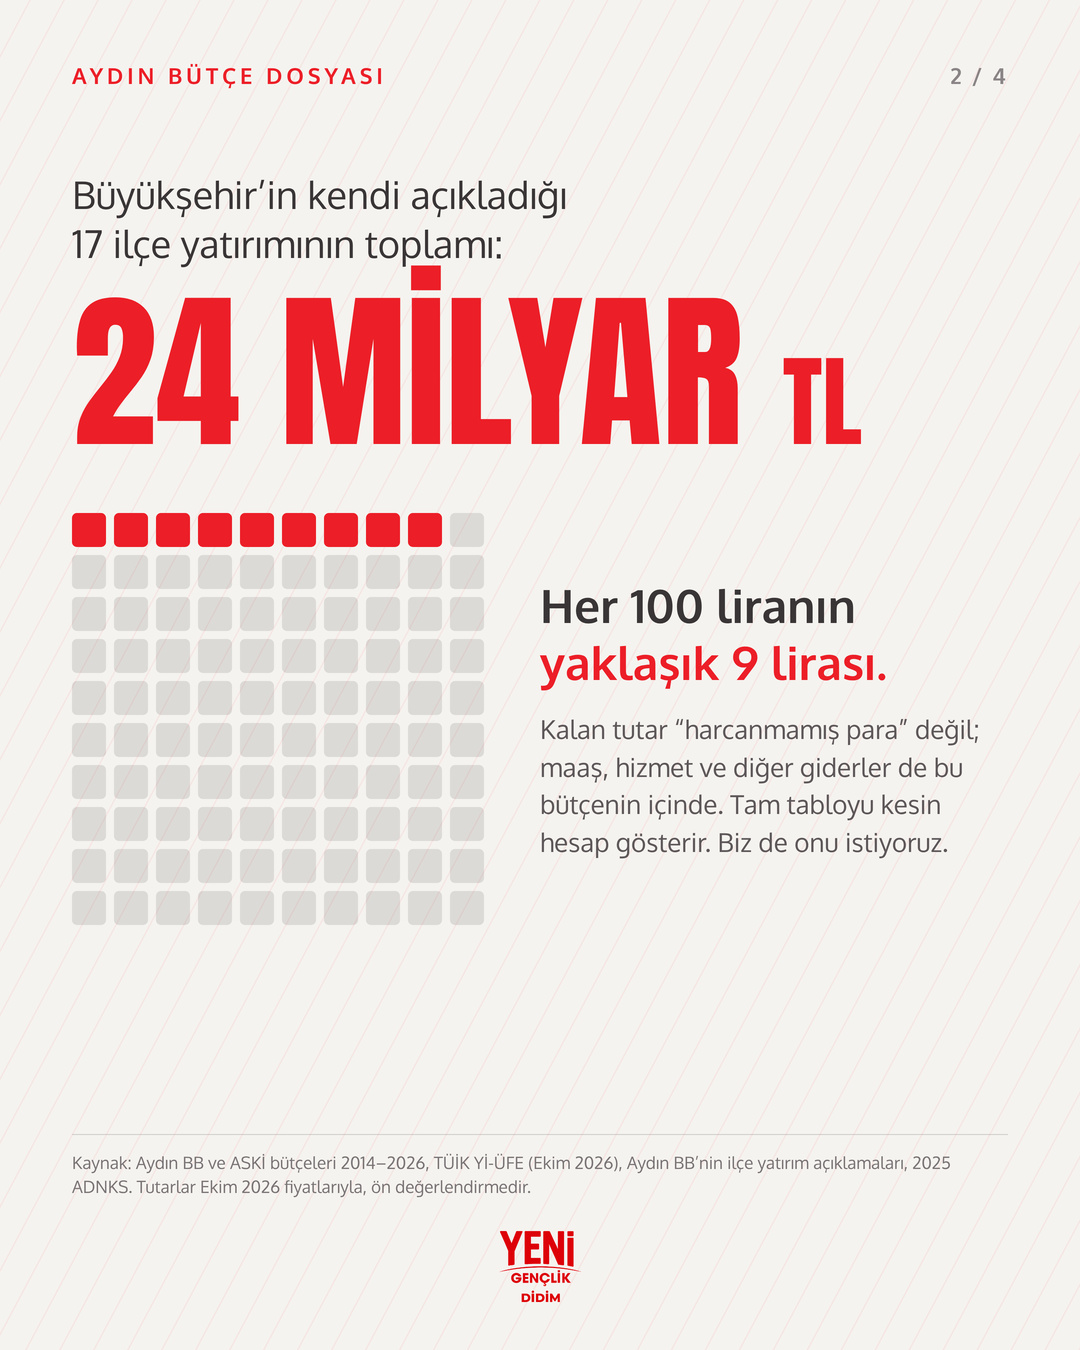 AYDIN BÜTÇE DOSYASI
2 / 4
Büyükşehir’in kendi açıkladığı
17 ilçe yatırımının toplamı:
24 MİLYAR TL
Her 100 liranın
yaklaşık 9 lirası.
Kalan tutar “harcanmamış para” değil;
maaş, hizmet ve diğer giderler de bu
bütçenin içinde. Tam tabloyu kesin
hesap gösterir. Biz de onu istiyoruz.
Kaynak: Aydın BB ve ASKİ bütçeleri 2014–2026, TÜİK Yİ-ÜFE (Ekim 2026), Aydın BB’nin ilçe yatırım açıklamaları, 2025
ADNKS. Tutarlar Ekim 2026 fiyatlarıyla, ön değerlendirmedir.
YENİ
GENÇLİK
DİDİM